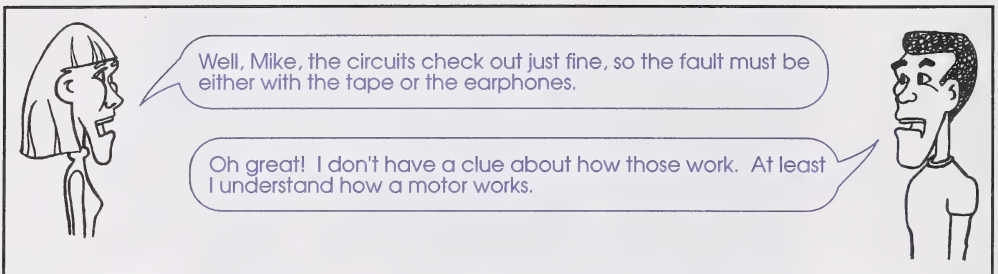 Well, Mike, the circuits check out just fine, so the fault must be
either with the tape or the earphones.
Oh great! I don't have a clue about how those work. At least
I understand how a motor works.